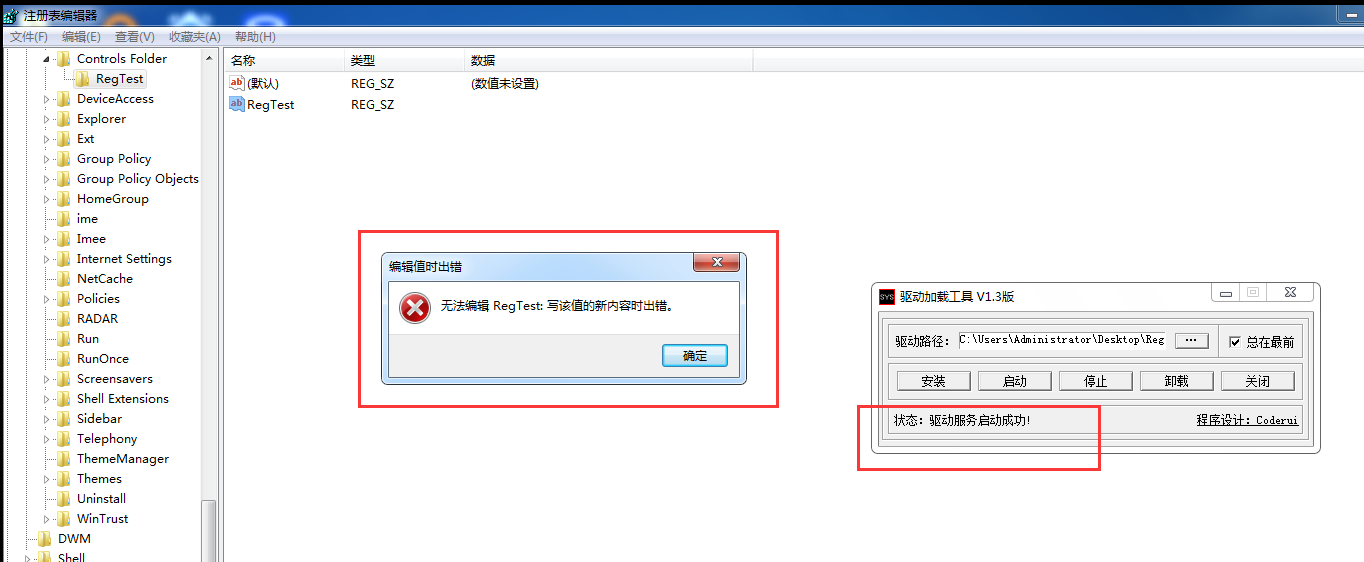 注册表编辑器
文件(F) 编辑(E) 查看(V) 收藏夹(A) 帮助(H)
Controls Folder
RegTest
DeviceAccess
Explorer
Ext
Group Policy
Group Policy Objects
HomeGroup
ime
Imee
Internet Settings
NetCache
Policies
RADAR
Run
RunOnce
Screensavers
Shell Extensions
Sidebar
Telephony
ThemeManager
Themes
Uninstall
WinTrust
DWM
Shell
名称 类型 数据
ab (默认) REG_SZ (数值未设置)
ab RegTest REG_SZ
编辑值时出错
无法编辑 RegTest: 写该值的新内容时出错。
确定
SYS 驱动加载工具 V1.3版
驱动路径: C:\Users\Administrator\Desktop\Reg ... 总在最前
安装 启动 停止 卸载 关闭
状态: 驱动服务启动成功! 程序设计: Coderui